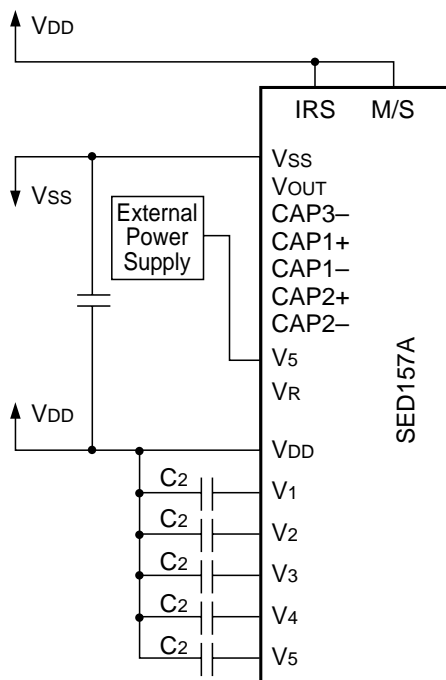 VDD
IRS M/S
VSS
VSS
VOUT
External
Power
Supply
CAP3–
CAP1+
CAP1–
CAP2+
CAP2–
V5
VR
SED157A
VDD
VDD
C2 V1
C2 V2
C2 V3
C2 V4
C2 V5